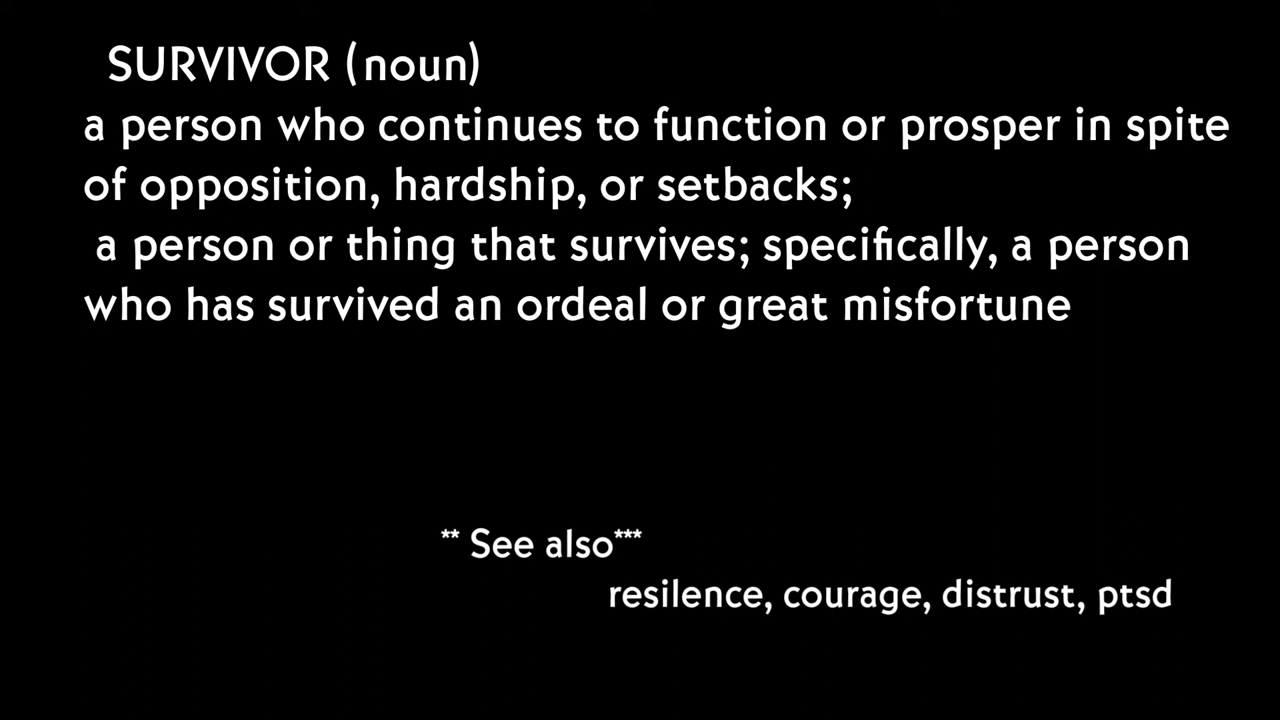 SURVIVOR (noun)
a person who continues to function or prosper in spite
of opposition, hardship, or setbacks;
a person or thing that survives; specifically, a person
who has survived an ordeal or great misfortune
** See also***
resilence, courage, distrust, ptsd